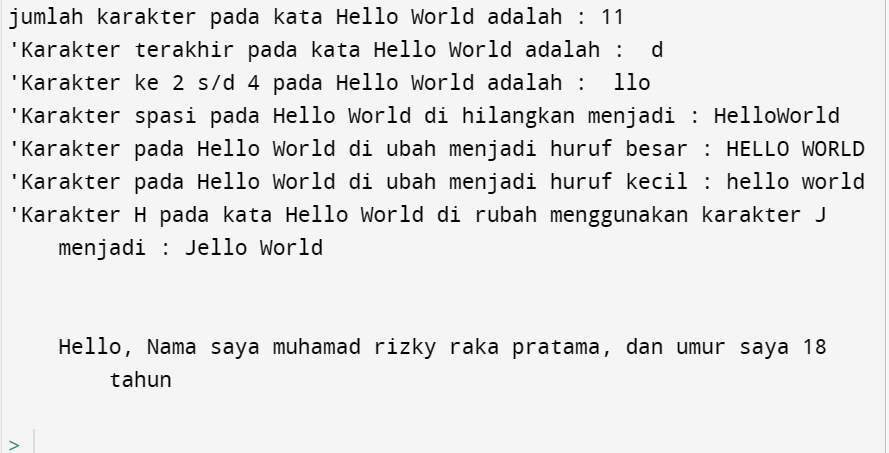 jumlah karakter pada kata Hello World adalah : 11
'Karakter terakhir pada kata Hello World adalah :  d
'Karakter ke 2 s/d 4 pada Hello World adalah :  llo
'Karakter spasi pada Hello World di hilangkan menjadi : HelloWorld
'Karakter pada Hello World di ubah menjadi huruf besar : HELLO WORLD
'Karakter pada Hello World di ubah menjadi huruf kecil : hello world
'Karakter H pada kata Hello World di rubah menggunakan karakter J
menjadi : Jello World
Hello, Nama saya muhamad rizky raka pratama, dan umur saya 18
tahun
>